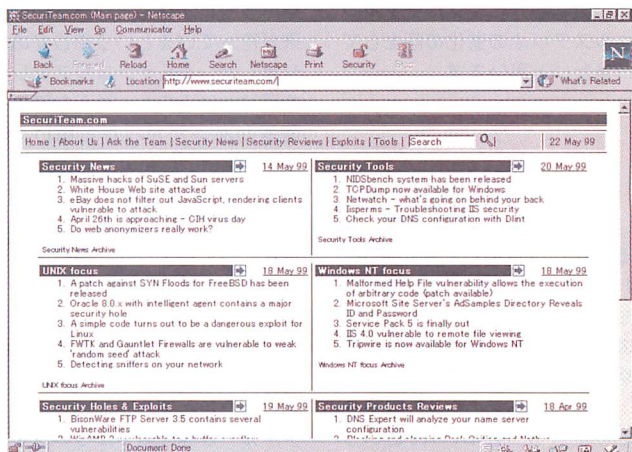 SecuriTeam.com (Main page) - Netscape
File Edit View Go Communicator Help
Back Forward Reload Home Search Netscape Print Security Stop
Bookmarks Location http://www.securiteam.com/ What's Related
SecuriTeam.com
Home | About Us | Ask the Team | Security News | Security Reviews | Exploits | Tools | Search 22 May 99
Security News 14 May 99
1. Massive hacks of SuSE and Sun servers
2. White House Web site attacked
3. eBay does not filter out JavaScript, rendering clients
vulnerable to attack
4. April 26th is approaching - CIH virus day
5. Do web anonymizers really work?
Security News Archive
Security Tools 20 May 99
1. NIDSbench system has been released
2. TCPDump now available for Windows
3. Netwatch - what's going on behind your back
4. Iisperms - Troubleshooting IIS security
5. Check your DNS configuration with Dlint
Security Tools Archive
UNIX focus 18 May 99
1. A patch against SYN Floods for FreeBSD has been
released
2. Oracle 8.0.x with intelligent agent contains a major
security hole
3. A simple code turns out to be a dangerous exploit for
Linux
4. FWTK and Gauntlet Firewalls are vulnerable to weak
'random seed' attack
5. Detecting sniffers on your network
UNIX focus Archive
Windows NT focus 18 May 99
1. Malformed Help File vulnerability allows the execution
of arbitrary code (patch available)
2. Microsoft Site Server's AdSamples Directory Reveals
ID and Password
3. Service Pack 5 is finally out
4. IIS 4.0 vulnerable to remote file viewing
5. Tripwire is now available for Windows NT
Windows NT focus Archive
Security Holes & Exploits 19 May 99
1. BisonWare FTP Server 3.5 contains several
vulnerabilities
Security Products Reviews 18 Apr 99
1. DNS Expert will analyze your name server
configuration
Document: Done